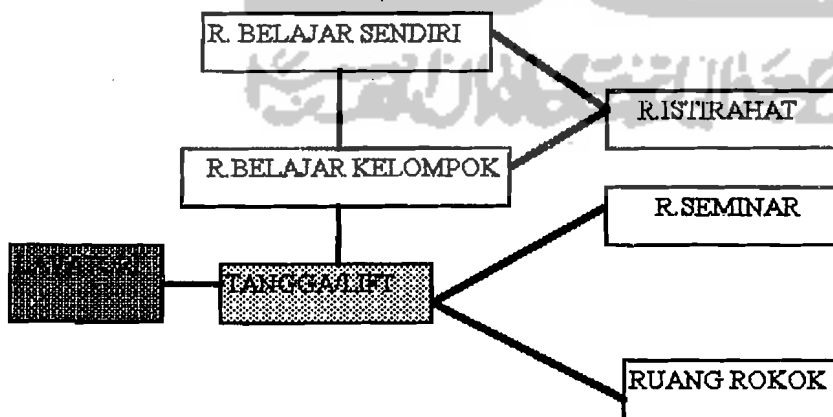 R. BELAJAR SENDIRI
R.ISTIRAHAT
R.BELAJAR KELOMPOK
R.SEMINAR
TANGGA/LIFT
RUANG ROKOK